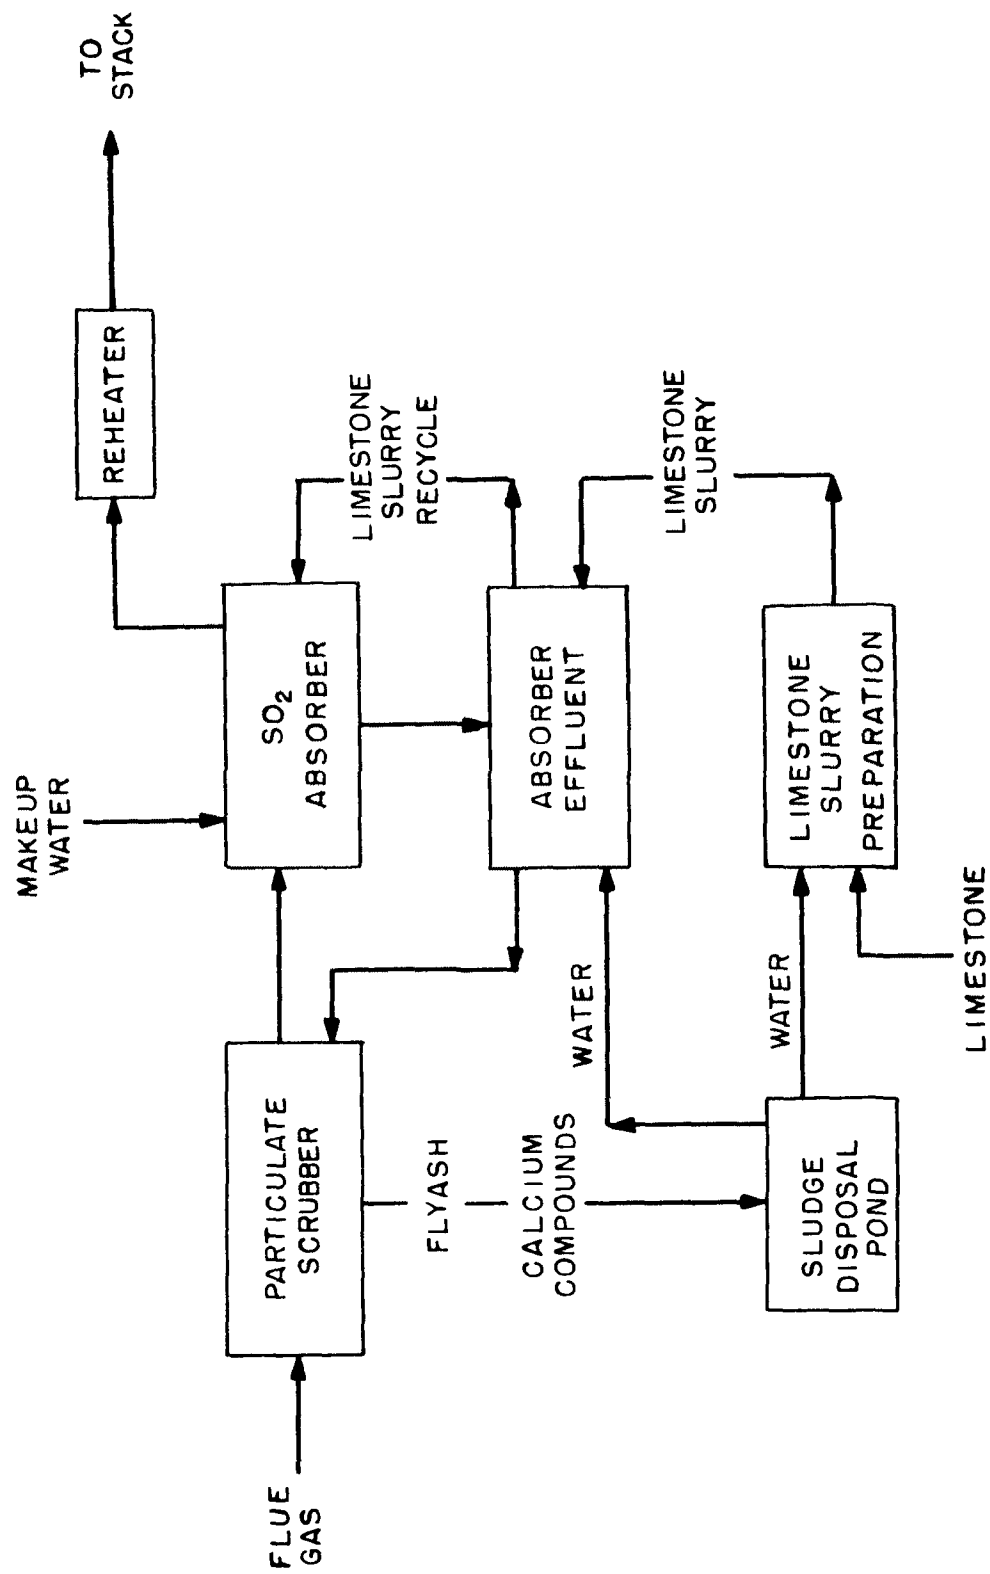 TO
STACK
REHEATER
MAKEUP
WATER
SO2
ABSORBER
LIMESTONE
SLURRY
RECYCLE
FLUE
GAS
PARTICULATE
SCRUBBER
ABSORBER
EFFLUENT
FLYASH
WATER
LIMESTONE
SLURRY
CALCIUM
COMPOUNDS
SLUDGE
DISPOSAL
POND
WATER
LIMESTONE
SLURRY
PREPARATION
LIMESTONE